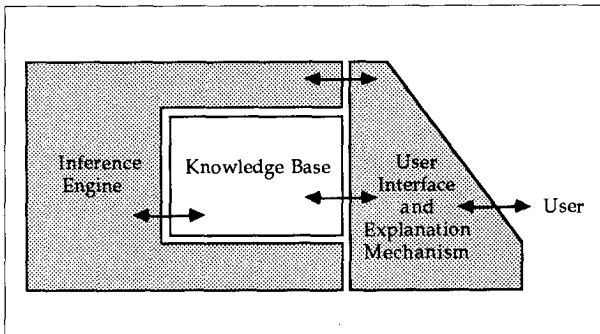 Inference
Engine
Knowledge Base
User
Interface
and
Explanation
Mechanism
User